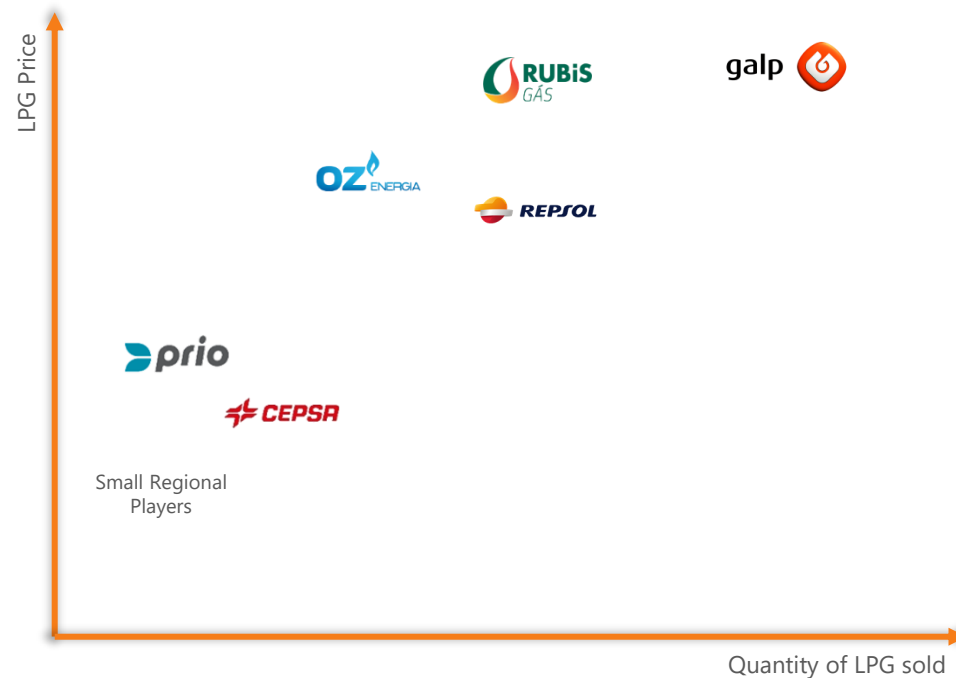 LPG Price
RUBiS
GÁS
galp
OZ ENERGIA
REPSOL
prio
CEPSA
Small Regional
Players
Quantity of LPG sold